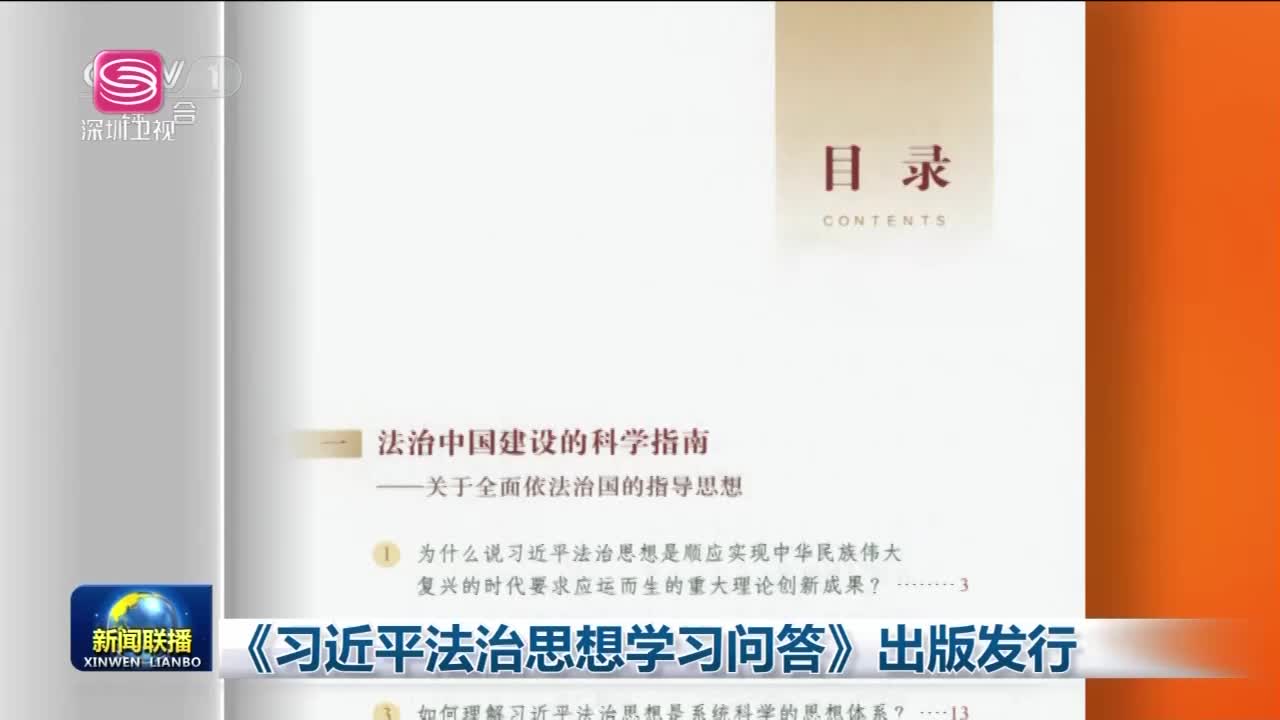 深圳卫视
目 录
CONTENTS
一 法治中国建设的科学指南
——关于全面依法治国的指导思想
1 为什么说习近平法治思想是顺应实现中华民族伟大
复兴的时代要求应运而生的重大理论创新成果？ ········ 3
新闻联播
XINWEN LIANBO
《习近平法治思想学习问答》出版发行
3 如何理解习近平法治思想是系统科学的思想体系？ ···· 13